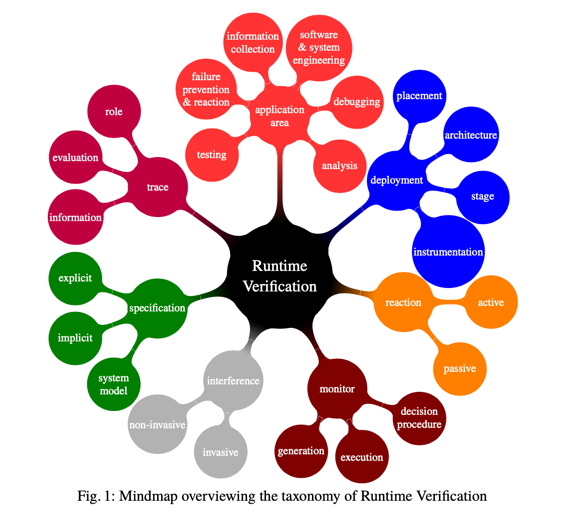 Runtime
Verification
application
area
testing
failure
prevention
& reaction
information
collection
software
& system
engineering
debugging
analysis
deployment
placement
architecture
stage
instrumentation
reaction
active
passive
monitor
decision
procedure
execution
generation
interference
invasive
non-invasive
specification
system
model
implicit
explicit
trace
information
evaluation
role
Fig. 1: Mindmap overviewing the taxonomy of Runtime Verification